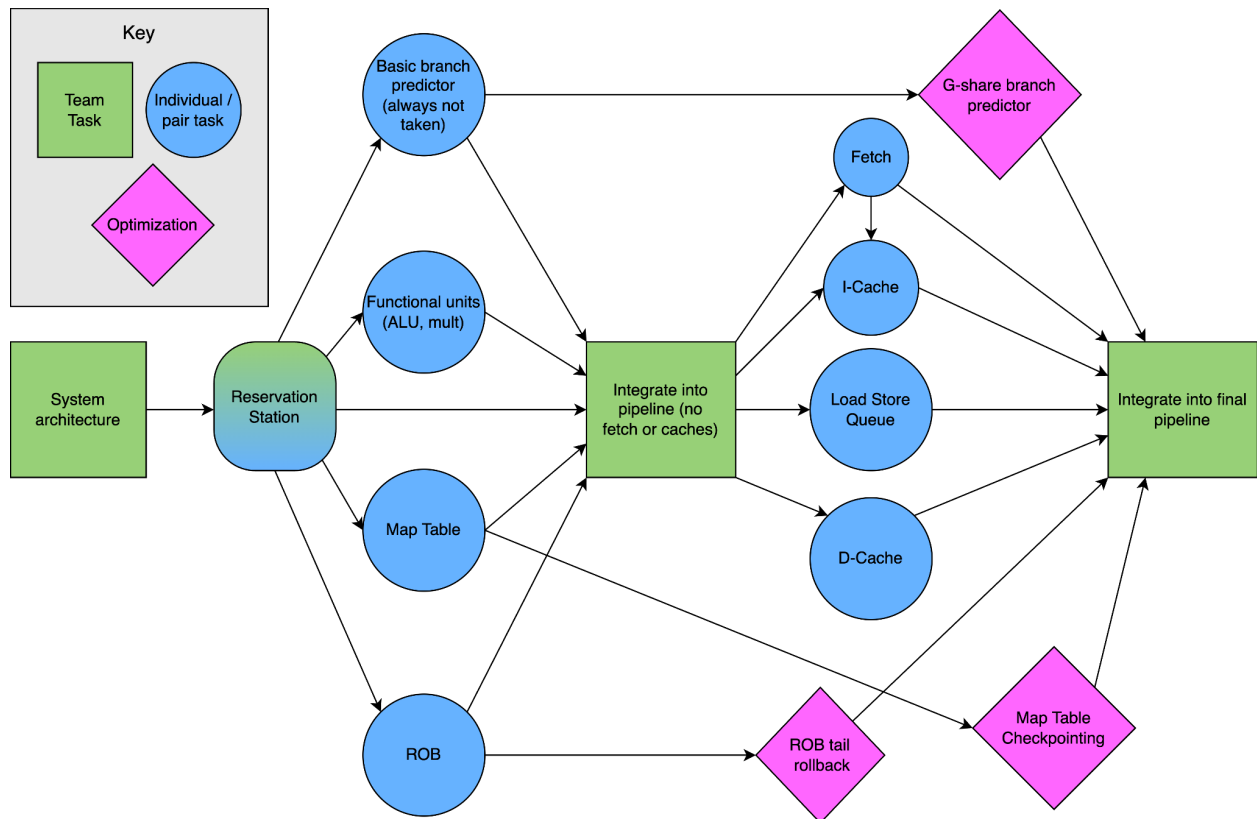 Key
Team
Task
Individual /
pair task
Optimization
System
architecture
Reservation
Station
Basic branch
predictor
(always not
taken)
Functional units
(ALU, mult)
Map Table
ROB
Integrate into
pipeline (no
fetch or caches)
Fetch
I-Cache
Load Store
Queue
D-Cache
G-share branch
predictor
ROB tail
rollback
Map Table
Checkpointing
Integrate into final
pipeline